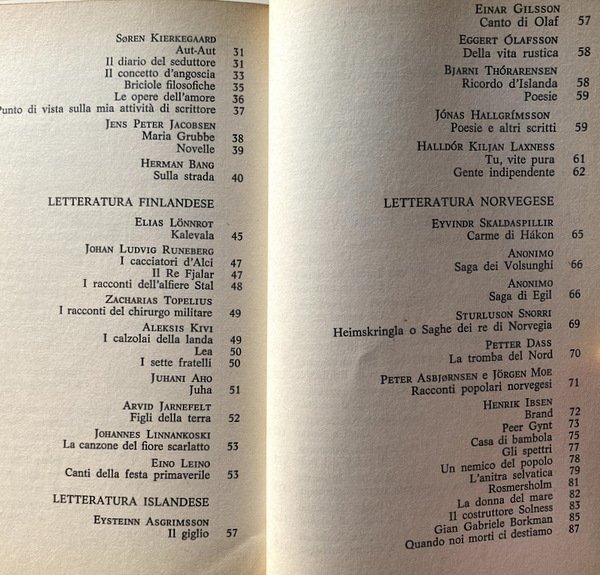 SØREN KIERKEGAARD
Aut-Aut 31
Il diario del seduttore 31
Il concetto d'angoscia 33
Briciole filosofiche 35
Le opere dell'amore 36
Punto di vista sulla mia attività di scrittore 37
JENS PETER JACOBSEN
Maria Grubbe 38
Novelle 39
HERMAN BANG
Sulla strada 40
LETTERATURA FINLANDESE
ELIAS LÖNNROT
Kalevala 45
JOHAN LUDVIG RUNEBERG
I cacciatori d'Alci 47
Il Re Fjalar 47
I racconti dell'alfiere Stal 48
ZACHARIAS TOPELIUS
I racconti del chirurgo militare 49
ALEKSIS KIVI
I calzolai della landa 49
Lea 50
I sette fratelli 50
JUHANI AHO
Juha 51
ARVID JARNEFELT
Figli della terra 52
JOHANNES LINNANKOSKI
La canzone del fiore scarlatto 53
EINO LEINO
Canti della festa primaverile 53
LETTERATURA ISLANDESE
EYSTEINN ASGRIMSSON
Il giglio 57
EINAR GILSSON
Canto di Olaf 57
EGGERT ÓLAFSSON
Della vita rustica 58
BJARNI THÓRARENSEN
Ricordo d'Islanda 58
Poesie 59
JÓNAS HALLGRÍMSSON
Poesie e altri scritti 59
HALLDÓR KILJAN LAXNESS
Tu, vite pura 61
Gente indipendente 62
LETTERATURA NORVEGESE
EYVINDR SKALDASPILLIR
Carme di Hákon 65
ANONIMO
Saga dei Volsunghi 66
ANONIMO
Saga di Egil 66
STURLUSON SNORRI
Heimskringla o Saghe dei re di Norvegia 69
PETTER DASS
La tromba del Nord 70
PETER ASBJØRNSEN e JÖRGEN MOE
Racconti popolari norvegesi 71
HENRIK IBSEN
Brand 72
Peer Gynt 73
Casa di bambola 75
Gli spettri 77
Un nemico del popolo 78
L'anitra selvatica 79
Rosmersholm 81
La donna del mare 82
Il costruttore Solness 83
Gian Gabriele Borkman 85
Quando noi morti ci destiamo 87